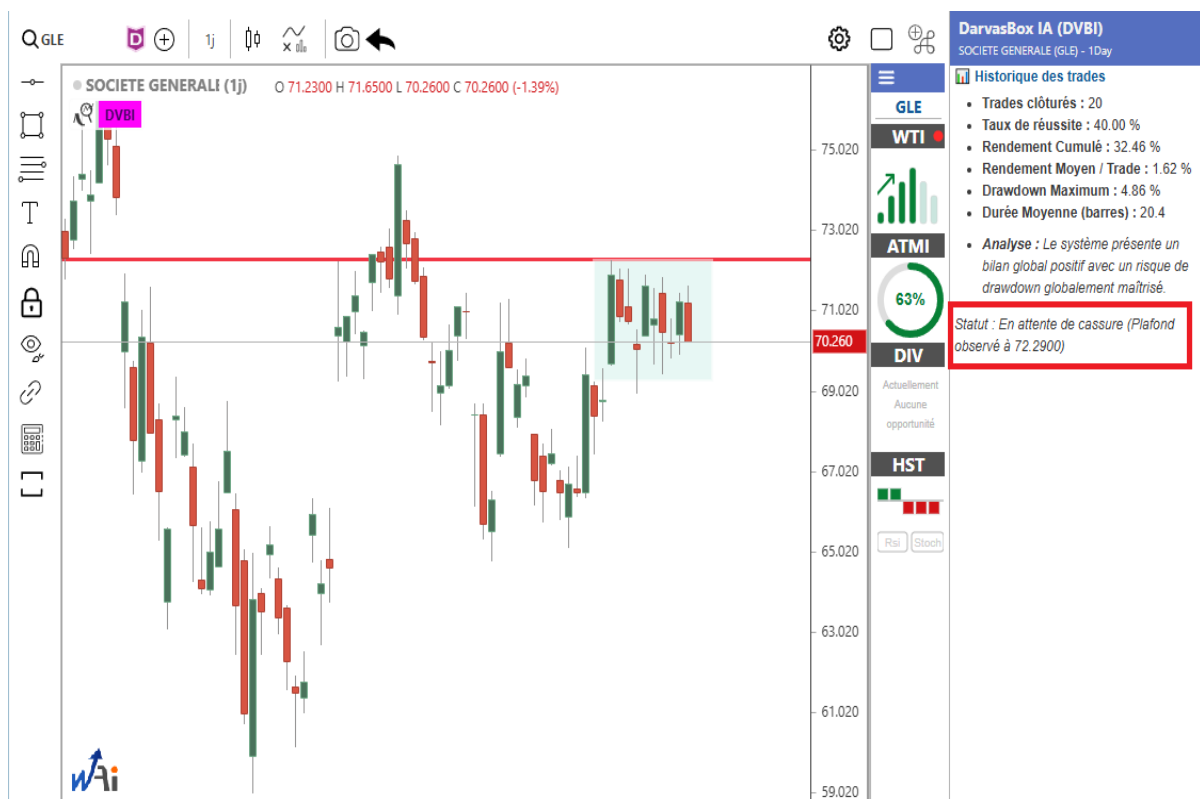 GLE
D
1j
SOCIETE GENERALE (1j)
O 71.2300 H 71.6500 L 70.2600 C 70.2600 (-1.39%)
DVBI
T
75.020
73.020
71.020
70.260
69.020
67.020
65.020
63.020
61.020
59.020
WAi
GLE
WTI
ATMI
63%
DIV
Actuellement
Aucune
opportunité
HST
Rsi
Stoch
DarvasBox IA (DVBI)
SOCIETE GENERALE (GLE) - 1Day
Historique des trades
Trades clôturés : 20
Taux de réussite : 40.00 %
Rendement Cumulé : 32.46 %
Rendement Moyen / Trade : 1.62 %
Drawdown Maximum : 4.86 %
Durée Moyenne (barres) : 20.4
Analyse : Le système présente un
bilan global positif avec un risque de
drawdown globalement maîtrisé.
Statut : En attente de cassure (Plafond
observé à 72.2900)